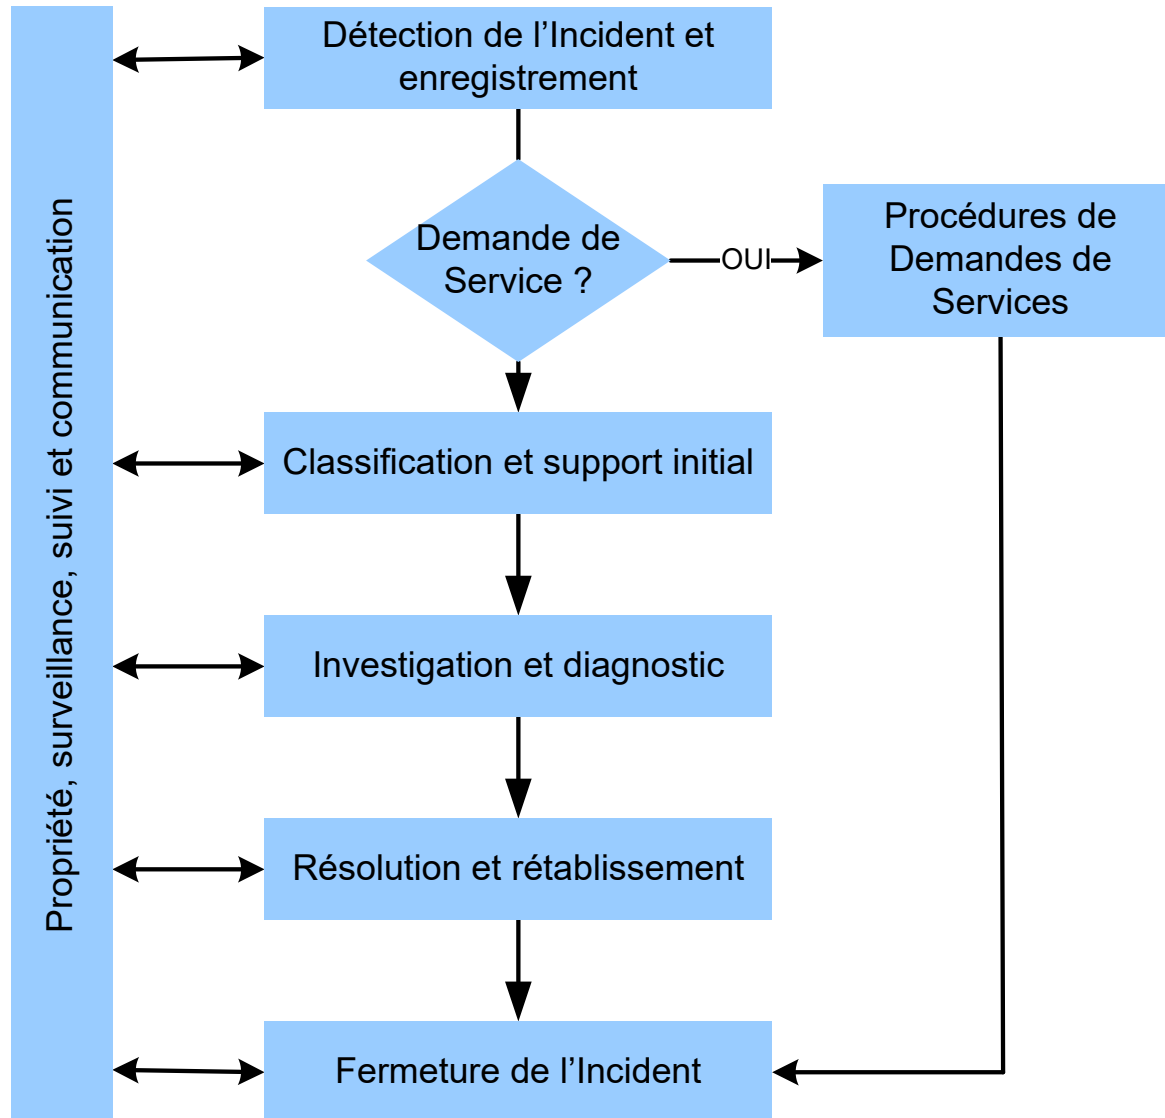 Détection de l’Incident et
enregistrement
Demande de
Service ?
OUI
Procédures de
Demandes de
Services
Classification et support initial
Investigation et diagnostic
Résolution et rétablissement
Fermeture de l’Incident
Propriété, surveillance, suivi et communication